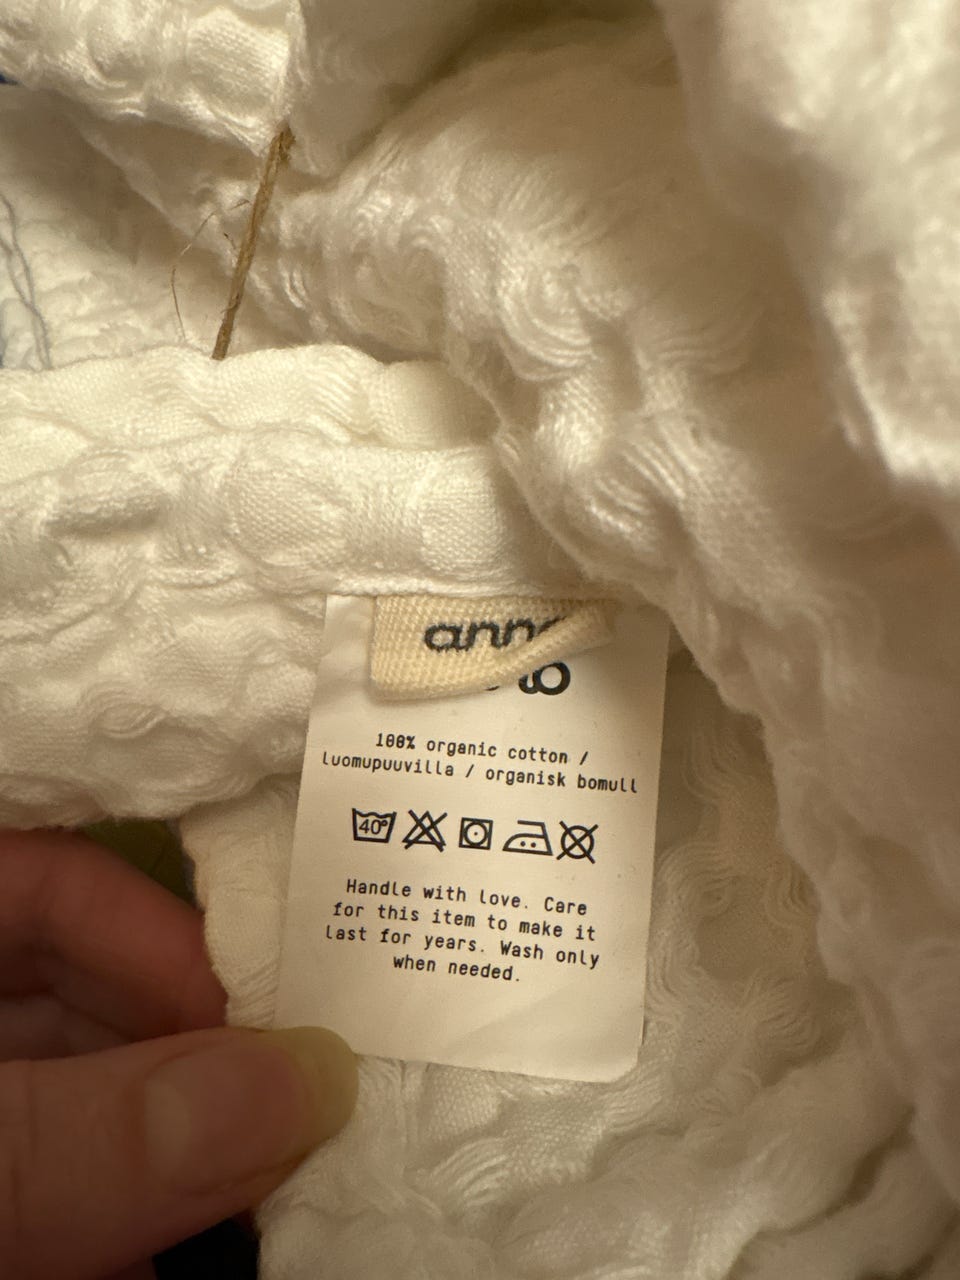 100% organic cotton /
luomupuuvilla / organisk bomull
40°
Handle with love. Care
for this item to make it
last for years. Wash only
when needed.